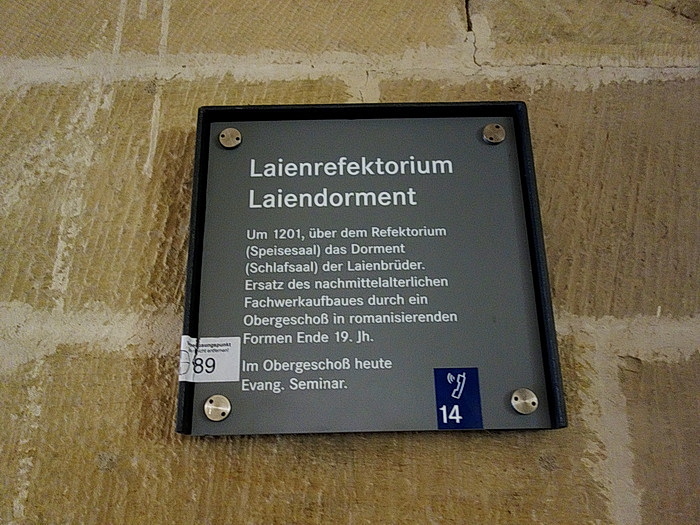 Laienrefektorium
Laiendorment
Um 1201, über dem Refektorium
(Speisesaal) das Dorment
(Schlafsaal) der Laienbrüder.
Ersatz des nachmittelalterlichen
Fachwerkaufbaues durch ein
Obergeschoß in romanisierenden
Formen Ende 19. Jh.
Im Obergeschoß heute
Evang. Seminar.
89
14